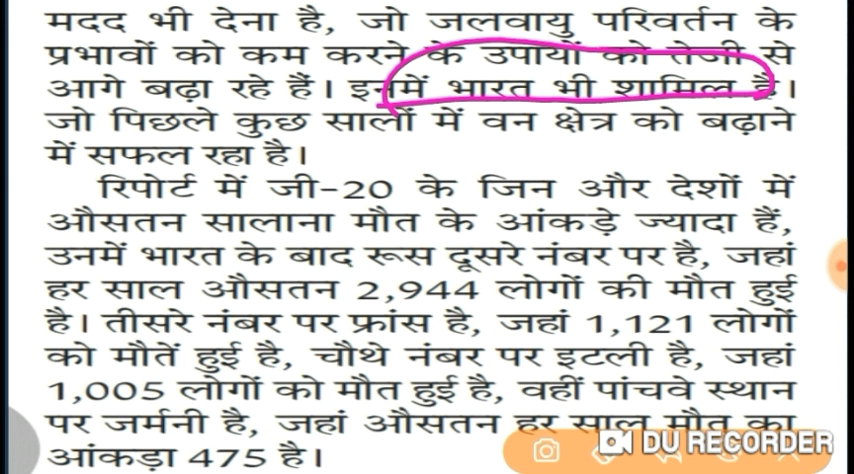 मदद भी देना है, जो जलवायु परिवर्तन के
प्रभावों को कम करने के उपायों को तेजी से
आगे बढ़ा रहे हैं। इनमें भारत भी शामिल है।
जो पिछले कुछ सालों में वन क्षेत्र को बढ़ाने
में सफल रहा है।
रिपोर्ट में जी-20 के जिन और देशों में
औसतन सालाना मौत के आंकड़े ज्यादा हैं,
उनमें भारत के बाद रूस दूसरे नंबर पर है, जहां
हर साल औसतन 2,944 लोगों की मौत हुई
है। तीसरे नंबर पर फ्रांस है, जहां 1,121 लोगों
को मौतें हुई है, चौथे नंबर पर इटली है, जहां
1,005 लोगों को मौत हुई है, वहीं पांचवे स्थान
पर जर्मनी है, जहां औसतन हर साल मौत का
आंकड़ा 475 है।
DU RECORDER